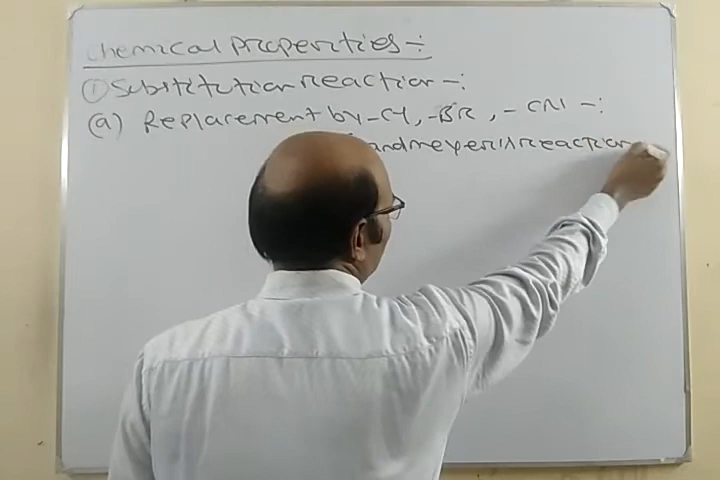 Chemical Properties -:
① Substitution reaction -:
(a) Replacement by -Cl, -BR, -CN -:
andmeyer's reaction